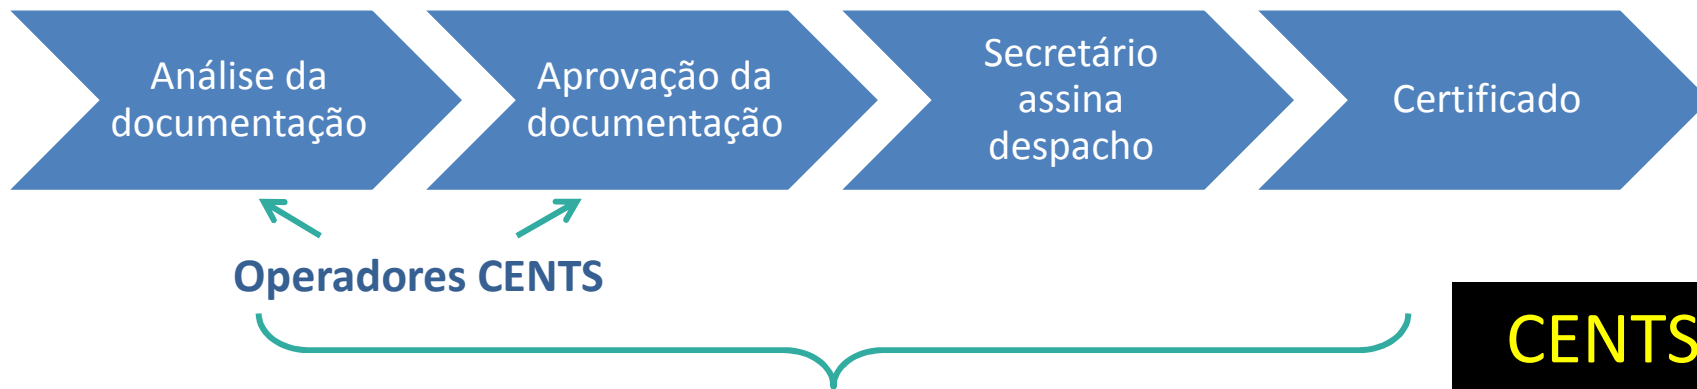 Análise da
documentação
Aprovação da
documentação
Secretário
assina
despacho
Certificado
Operadores CENTS
CENTS